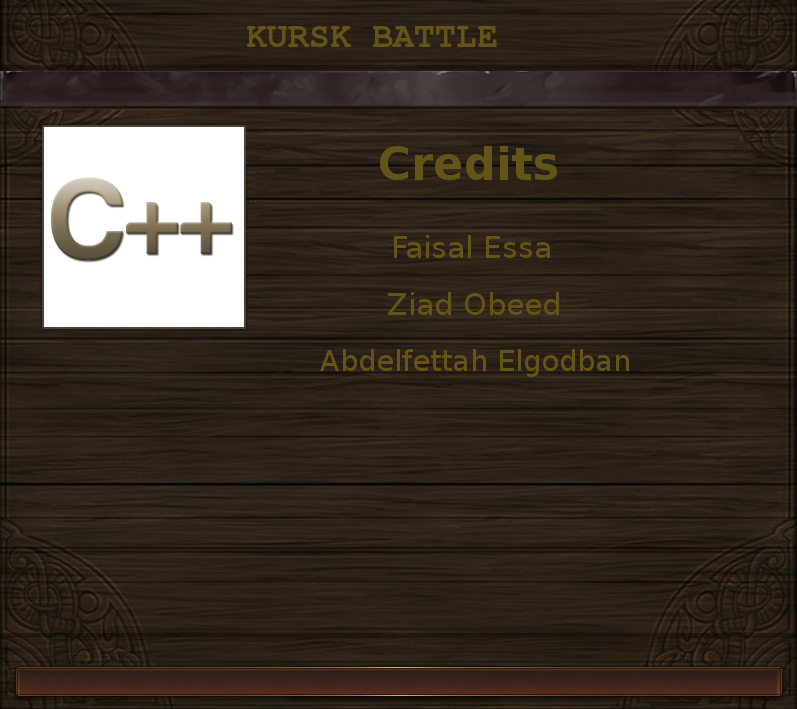 KURSK BATTLE
C++
Credits
Faisal Essa
Ziad Obeed
Abdelfettah Elgodban